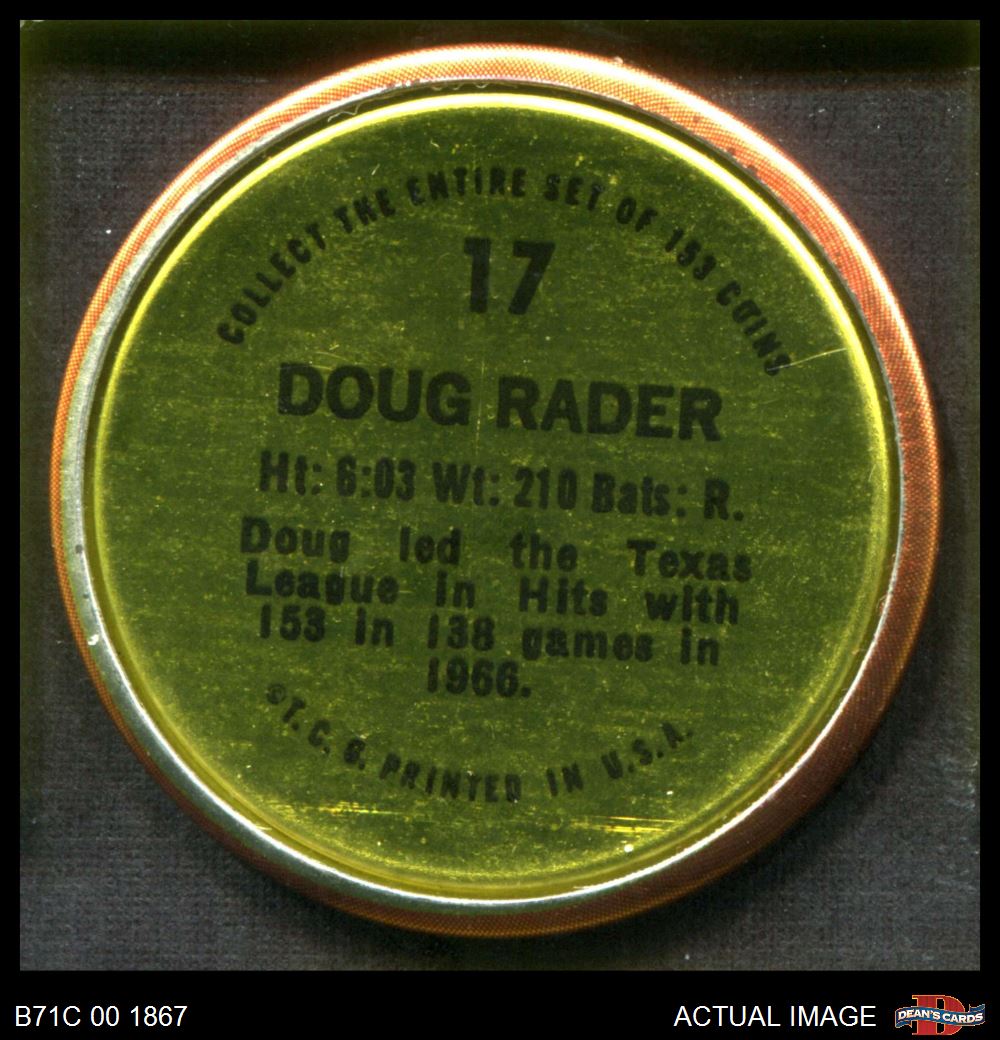 COLLECT THE ENTIRE SET OF 153 COINS
17
DOUG RADER
Ht: 6:03 Wt: 210 Bats: R.
Doug led the Texas
League in Hits with
153 in 138 games in
1966.
©T. C. G. PRINTED IN U.S.A.
B71C 00 1867
ACTUAL IMAGE
D
DEAN'S CARDS